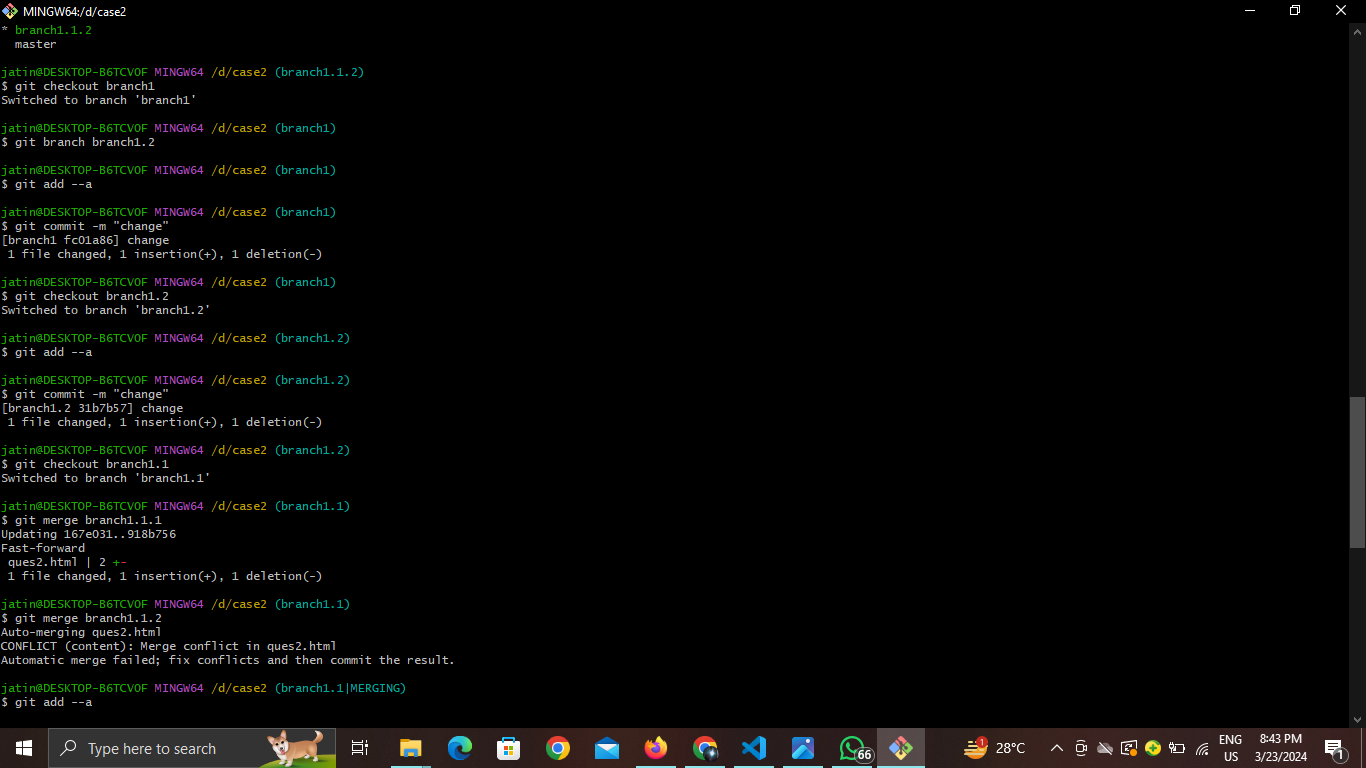 MINGW64:/d/case2
* branch1.1.2
  master
jatin@DESKTOP-B6TCVOF MINGW64 /d/case2 (branch1.1.2)
$ git checkout branch1
Switched to branch 'branch1'
jatin@DESKTOP-B6TCVOF MINGW64 /d/case2 (branch1)
$ git branch branch1.2
jatin@DESKTOP-B6TCVOF MINGW64 /d/case2 (branch1)
$ git add --a
jatin@DESKTOP-B6TCVOF MINGW64 /d/case2 (branch1)
$ git commit -m "change"
[branch1 fc01a86] change
 1 file changed, 1 insertion(+), 1 deletion(-)
jatin@DESKTOP-B6TCVOF MINGW64 /d/case2 (branch1)
$ git checkout branch1.2
Switched to branch 'branch1.2'
jatin@DESKTOP-B6TCVOF MINGW64 /d/case2 (branch1.2)
$ git add --a
jatin@DESKTOP-B6TCVOF MINGW64 /d/case2 (branch1.2)
$ git commit -m "change"
[branch1.2 31b7b57] change
 1 file changed, 1 insertion(+), 1 deletion(-)
jatin@DESKTOP-B6TCVOF MINGW64 /d/case2 (branch1.2)
$ git checkout branch1.1
Switched to branch 'branch1.1'
jatin@DESKTOP-B6TCVOF MINGW64 /d/case2 (branch1.1)
$ git merge branch1.1.1
Updating 167e031..918b756
Fast-forward
 ques2.html | 2 +-
 1 file changed, 1 insertion(+), 1 deletion(-)
jatin@DESKTOP-B6TCVOF MINGW64 /d/case2 (branch1.1)
$ git merge branch1.1.2
Auto-merging ques2.html
CONFLICT (content): Merge conflict in ques2.html
Automatic merge failed; fix conflicts and then commit the result.
jatin@DESKTOP-B6TCVOF MINGW64 /d/case2 (branch1.1|MERGING)
$ git add --a
Type here to search
66
1
28°C
ENG
US
8:43 PM
3/23/2024
1